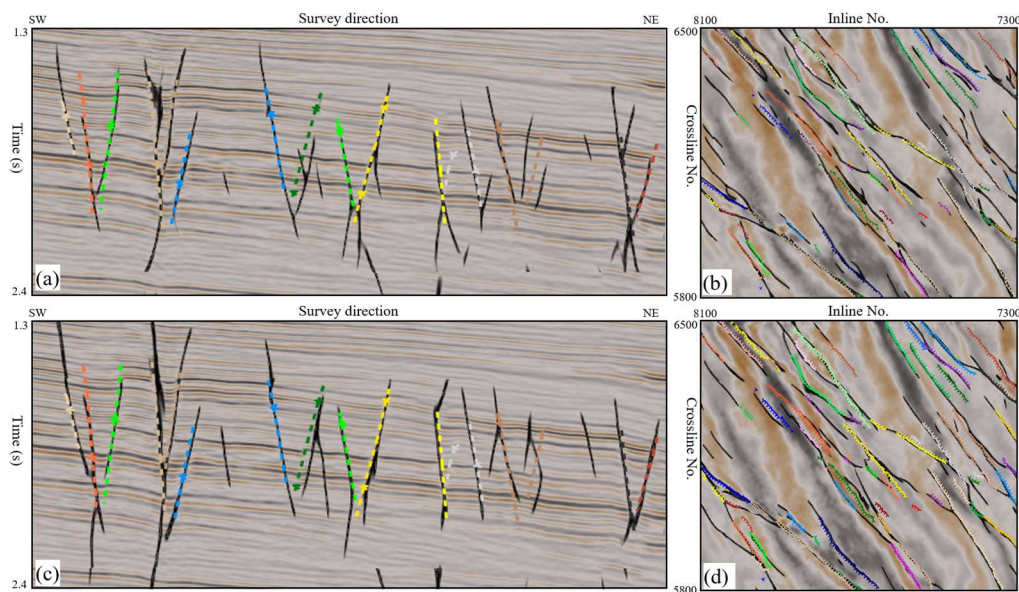 SW Survey direction NE
1.3
Time (s)
(a)
2.4
8100 Inline No. 7300
6500
Crossline No.
(b)
5800
SW Survey direction NE
1.3
Time (s)
(c)
2.4
8100 Inline No. 7300
6500
Crossline No.
(d)
5800